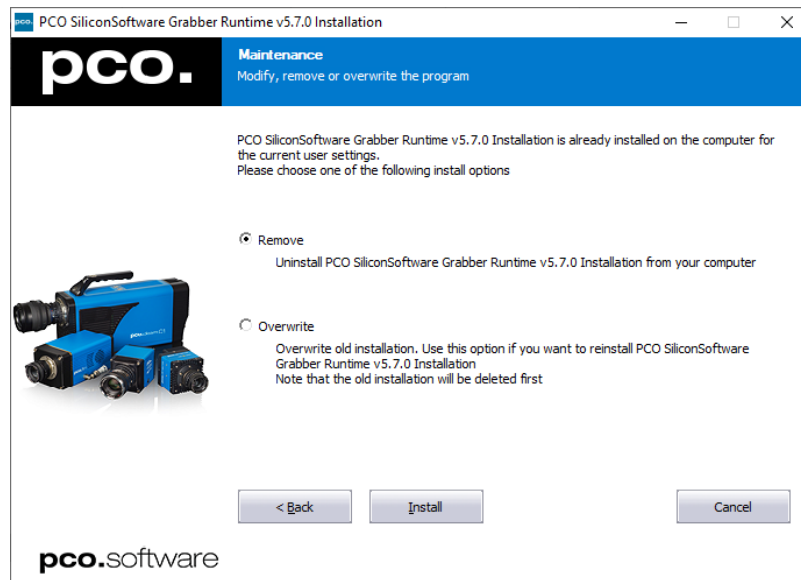 pco. PCO SiliconSoftware Grabber Runtime v5.7.0 Installation
pco.
Maintenance
Modify, remove or overwrite the program
PCO SiliconSoftware Grabber Runtime v5.7.0 Installation is already installed on the computer for
the current user settings.
Please choose one of the following install options
Remove
Uninstall PCO SiliconSoftware Grabber Runtime v5.7.0 Installation from your computer
Overwrite
Overwrite old installation. Use this option if you want to reinstall PCO SiliconSoftware
Grabber Runtime v5.7.0 Installation
Note that the old installation will be deleted first
< Back
Install
Cancel
pco.software